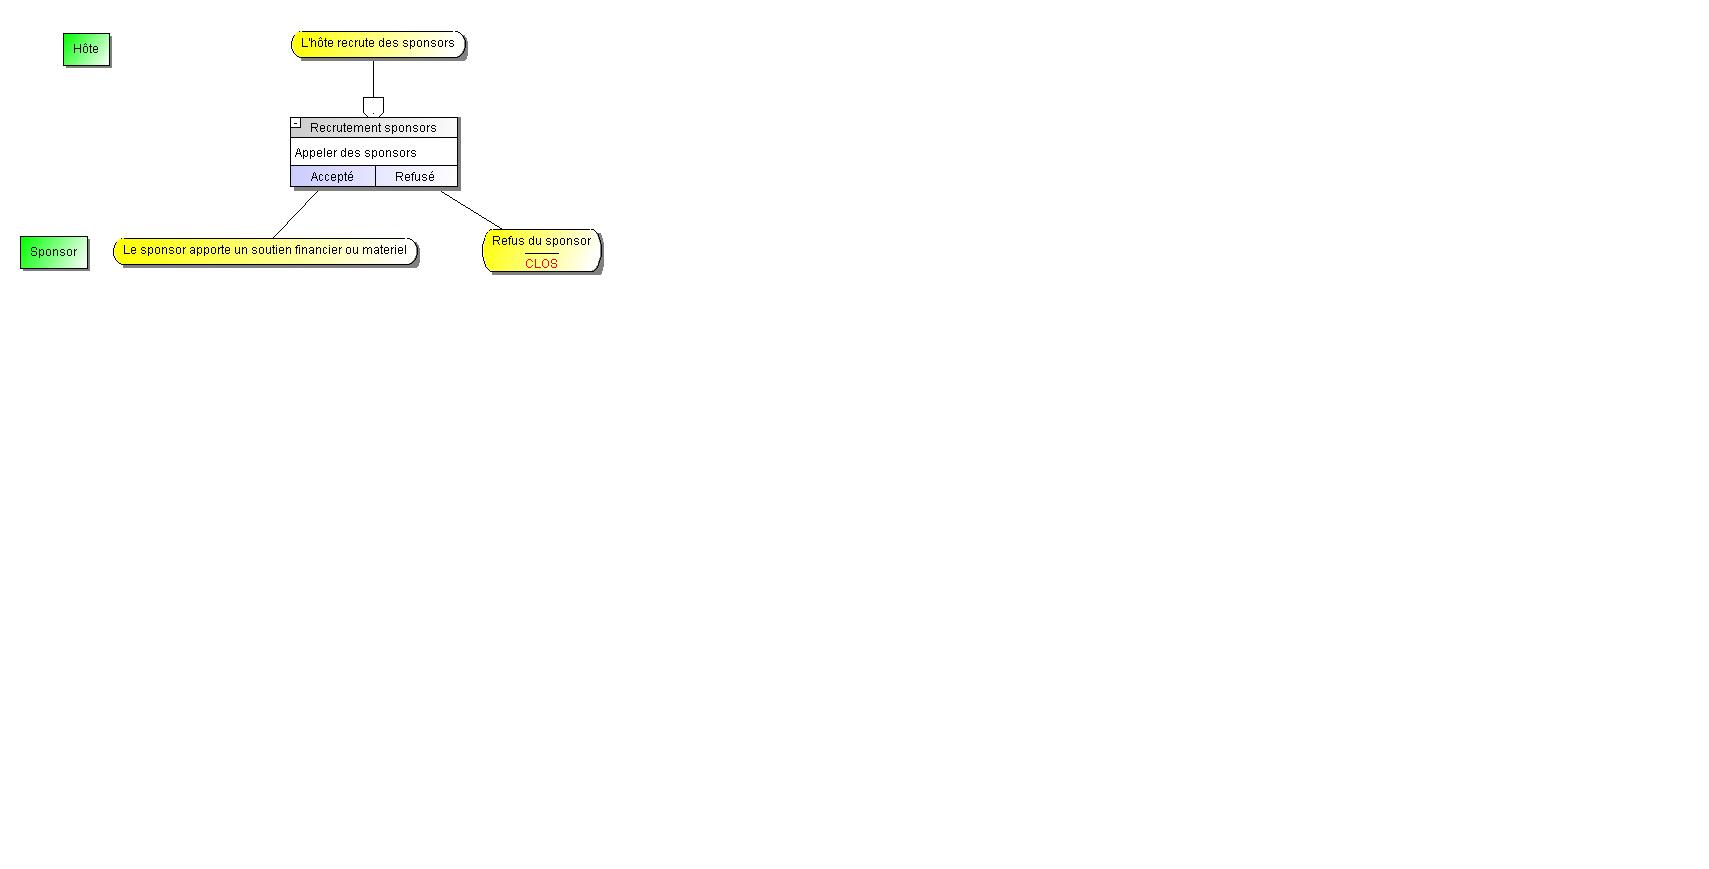 Hôte
L'hôte recrute des sponsors
Recrutement sponsors
Appeler des sponsors
Accepté
Refusé
Sponsor
Le sponsor apporte un soutien financier ou materiel
Refus du sponsor
CLOS